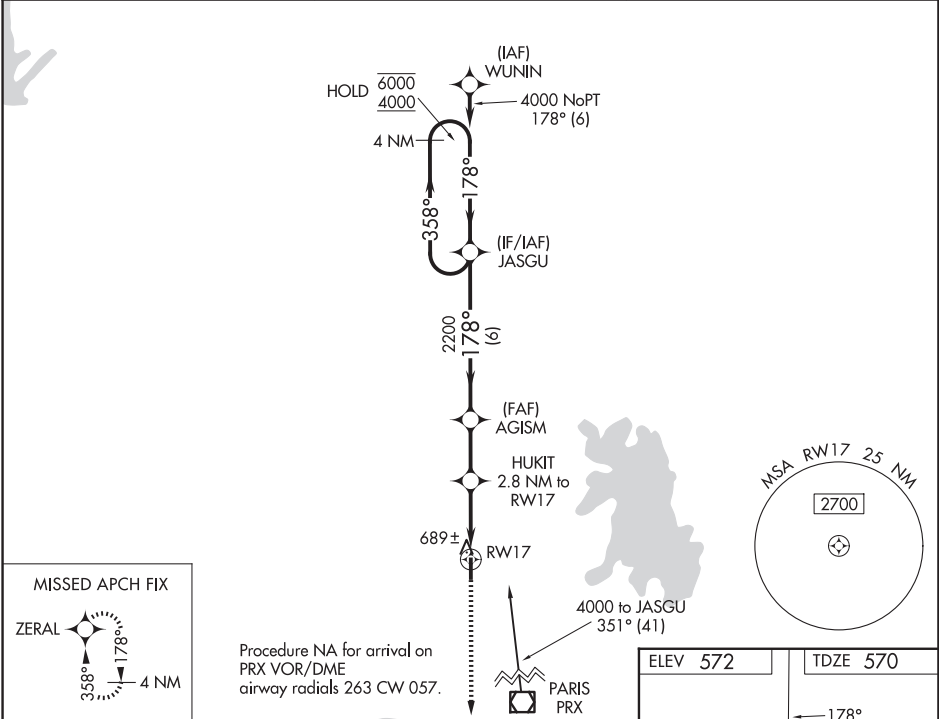 (IAF)
WUNIN
HOLD 6000
4000
4000 NoPT
178° (6)
4 NM
178°
358°
(IF/IAF)
JASGU
2200
178°
(6)
(FAF)
AGISM
HUKIT
2.8 NM to
RW17
MSA RW17 25 NM
2700
689±
RW17
MISSED APCH FIX
ZERAL
178°
358°
4 NM
4000 to JASGU
351° (41)
Procedure NA for arrival on
PRX VOR/DME
airway radials 263 CW 057.
PARIS
PRX
ELEV 572
TDZE 570
178°